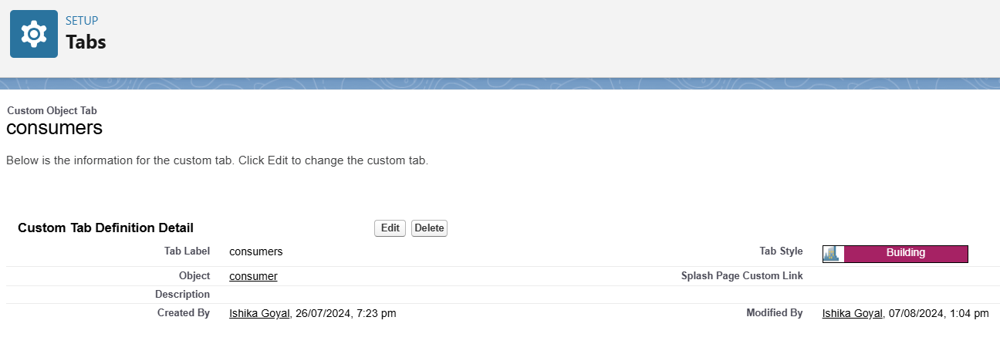 SETUP
Tabs
Custom Object Tab
consumers
Below is the information for the custom tab. Click Edit to change the custom tab.
Custom Tab Definition Detail Edit Delete
Tab Label consumers Tab Style Building
Object consumer Splash Page Custom Link
Description
Created By Ishika Goyal, 26/07/2024, 7:23 pm Modified By Ishika Goyal, 07/08/2024, 1:04 pm